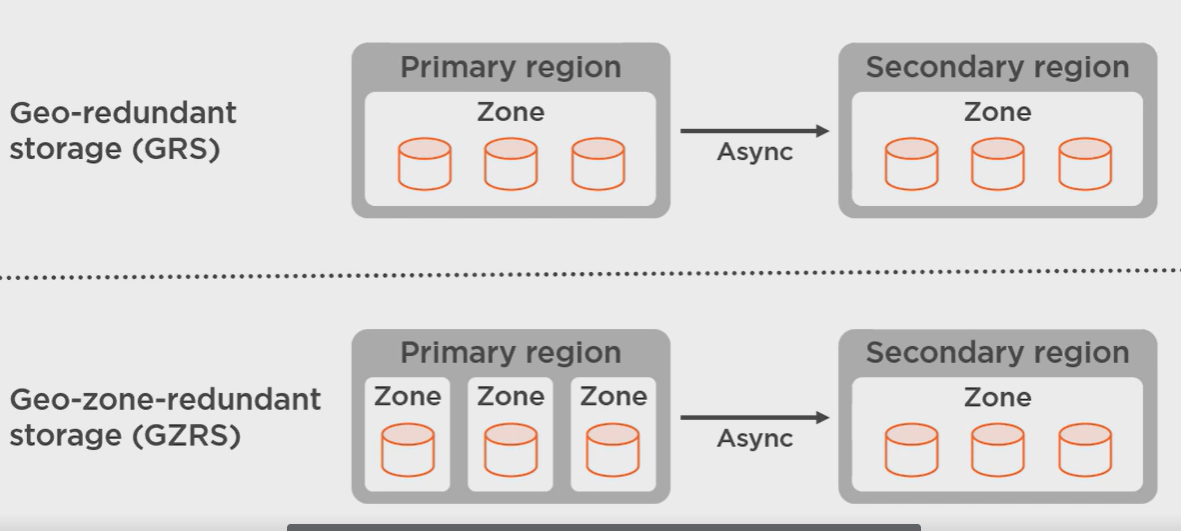 Geo-redundant
storage (GRS)
Primary region
Zone
Async
Secondary region
Zone
Geo-zone-redundant
storage (GZRS)
Primary region
Zone Zone Zone
Async
Secondary region
Zone